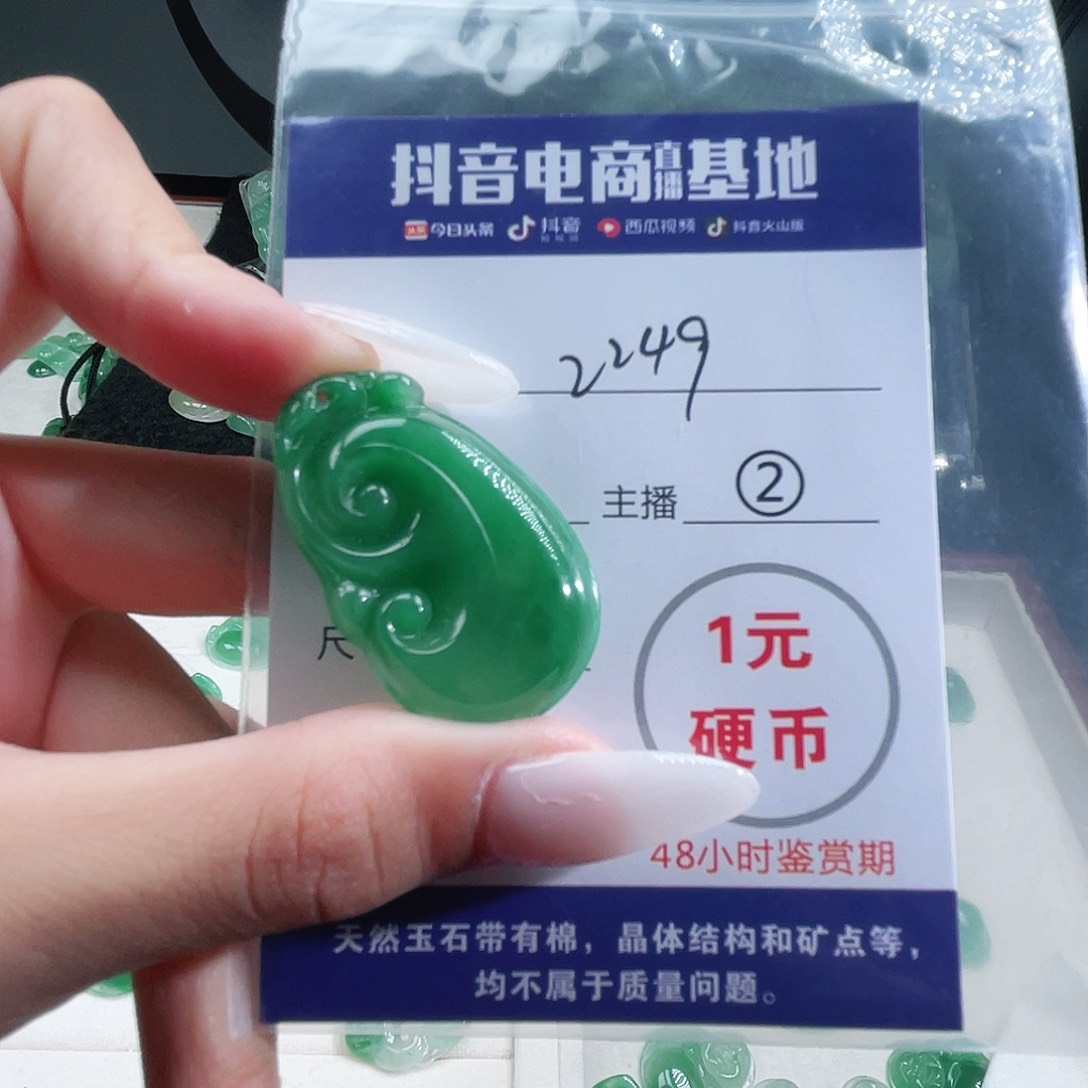 抖音电商直播基地
头条 今日头条 抖音 西瓜视频 抖音火山版
2249
主播 ②
尺
1元
硬币
48小时鉴赏期
天然玉石带有棉，晶体结构和矿点等，
均不属于质量问题。